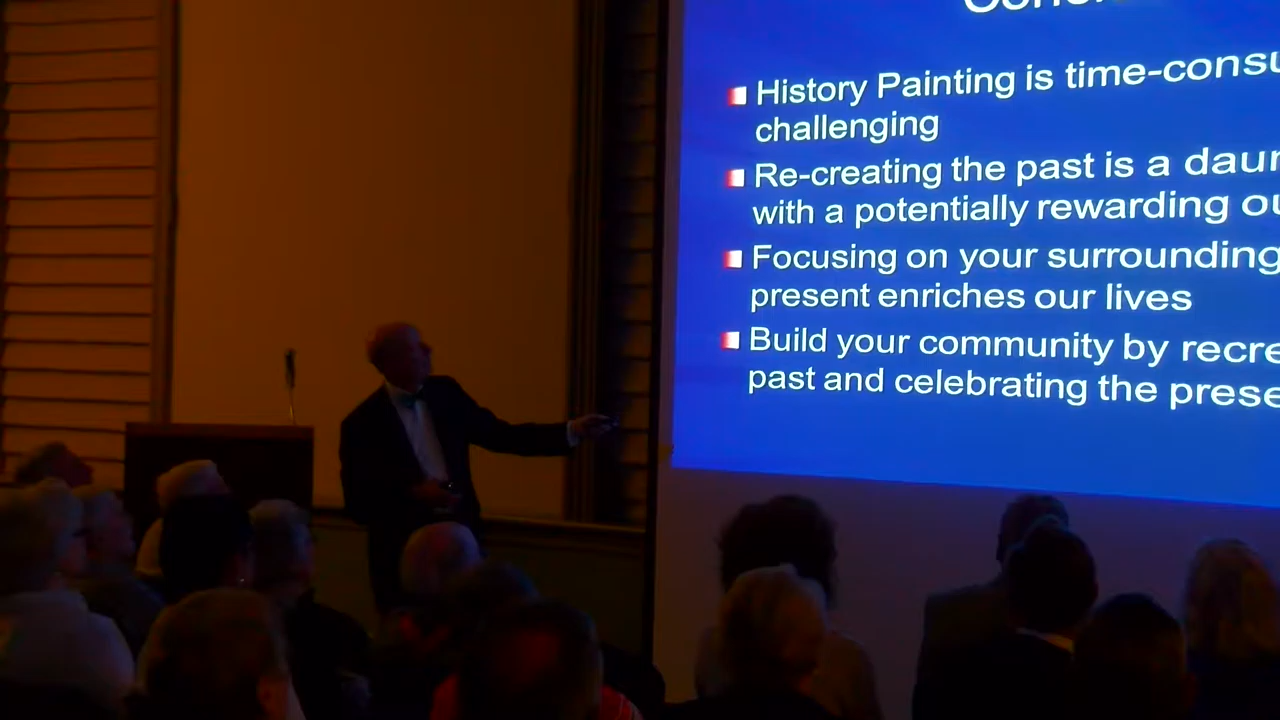 History Painting is time-consu
challenging
Re-creating the past is a daun
with a potentially rewarding ou
Focusing on your surrounding
present enriches our lives
Build your community by recre
past and celebrating the prese